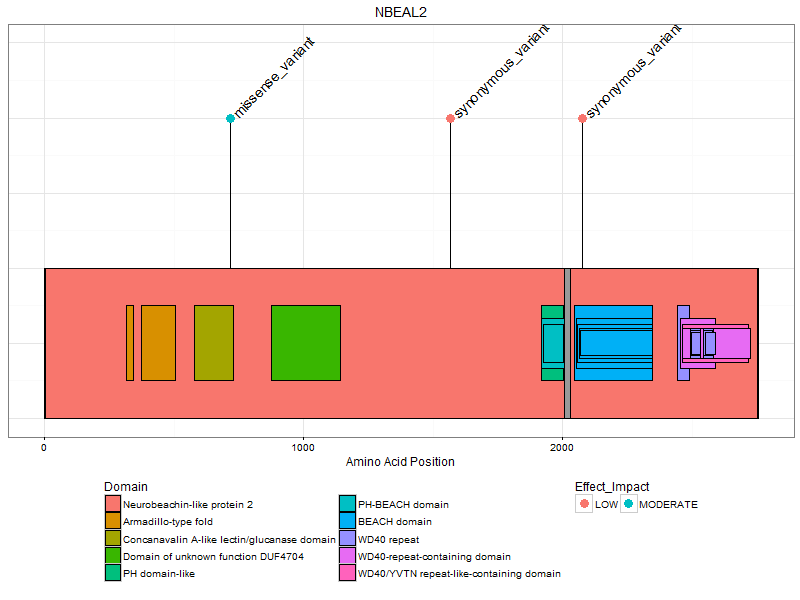 NBEAL2
missense_variant
synonymous_variant
synonymous_variant
0
1000
2000
Amino Acid Position
Domain
Neurobeachin-like protein 2
Armadillo-type fold
Concanavalin A-like lectin/glucanase domain
Domain of unknown function DUF4704
PH domain-like
PH-BEACH domain
BEACH domain
WD40 repeat
WD40-repeat-containing domain
WD40/YVTN repeat-like-containing domain
Effect_Impact
LOW
MODERATE